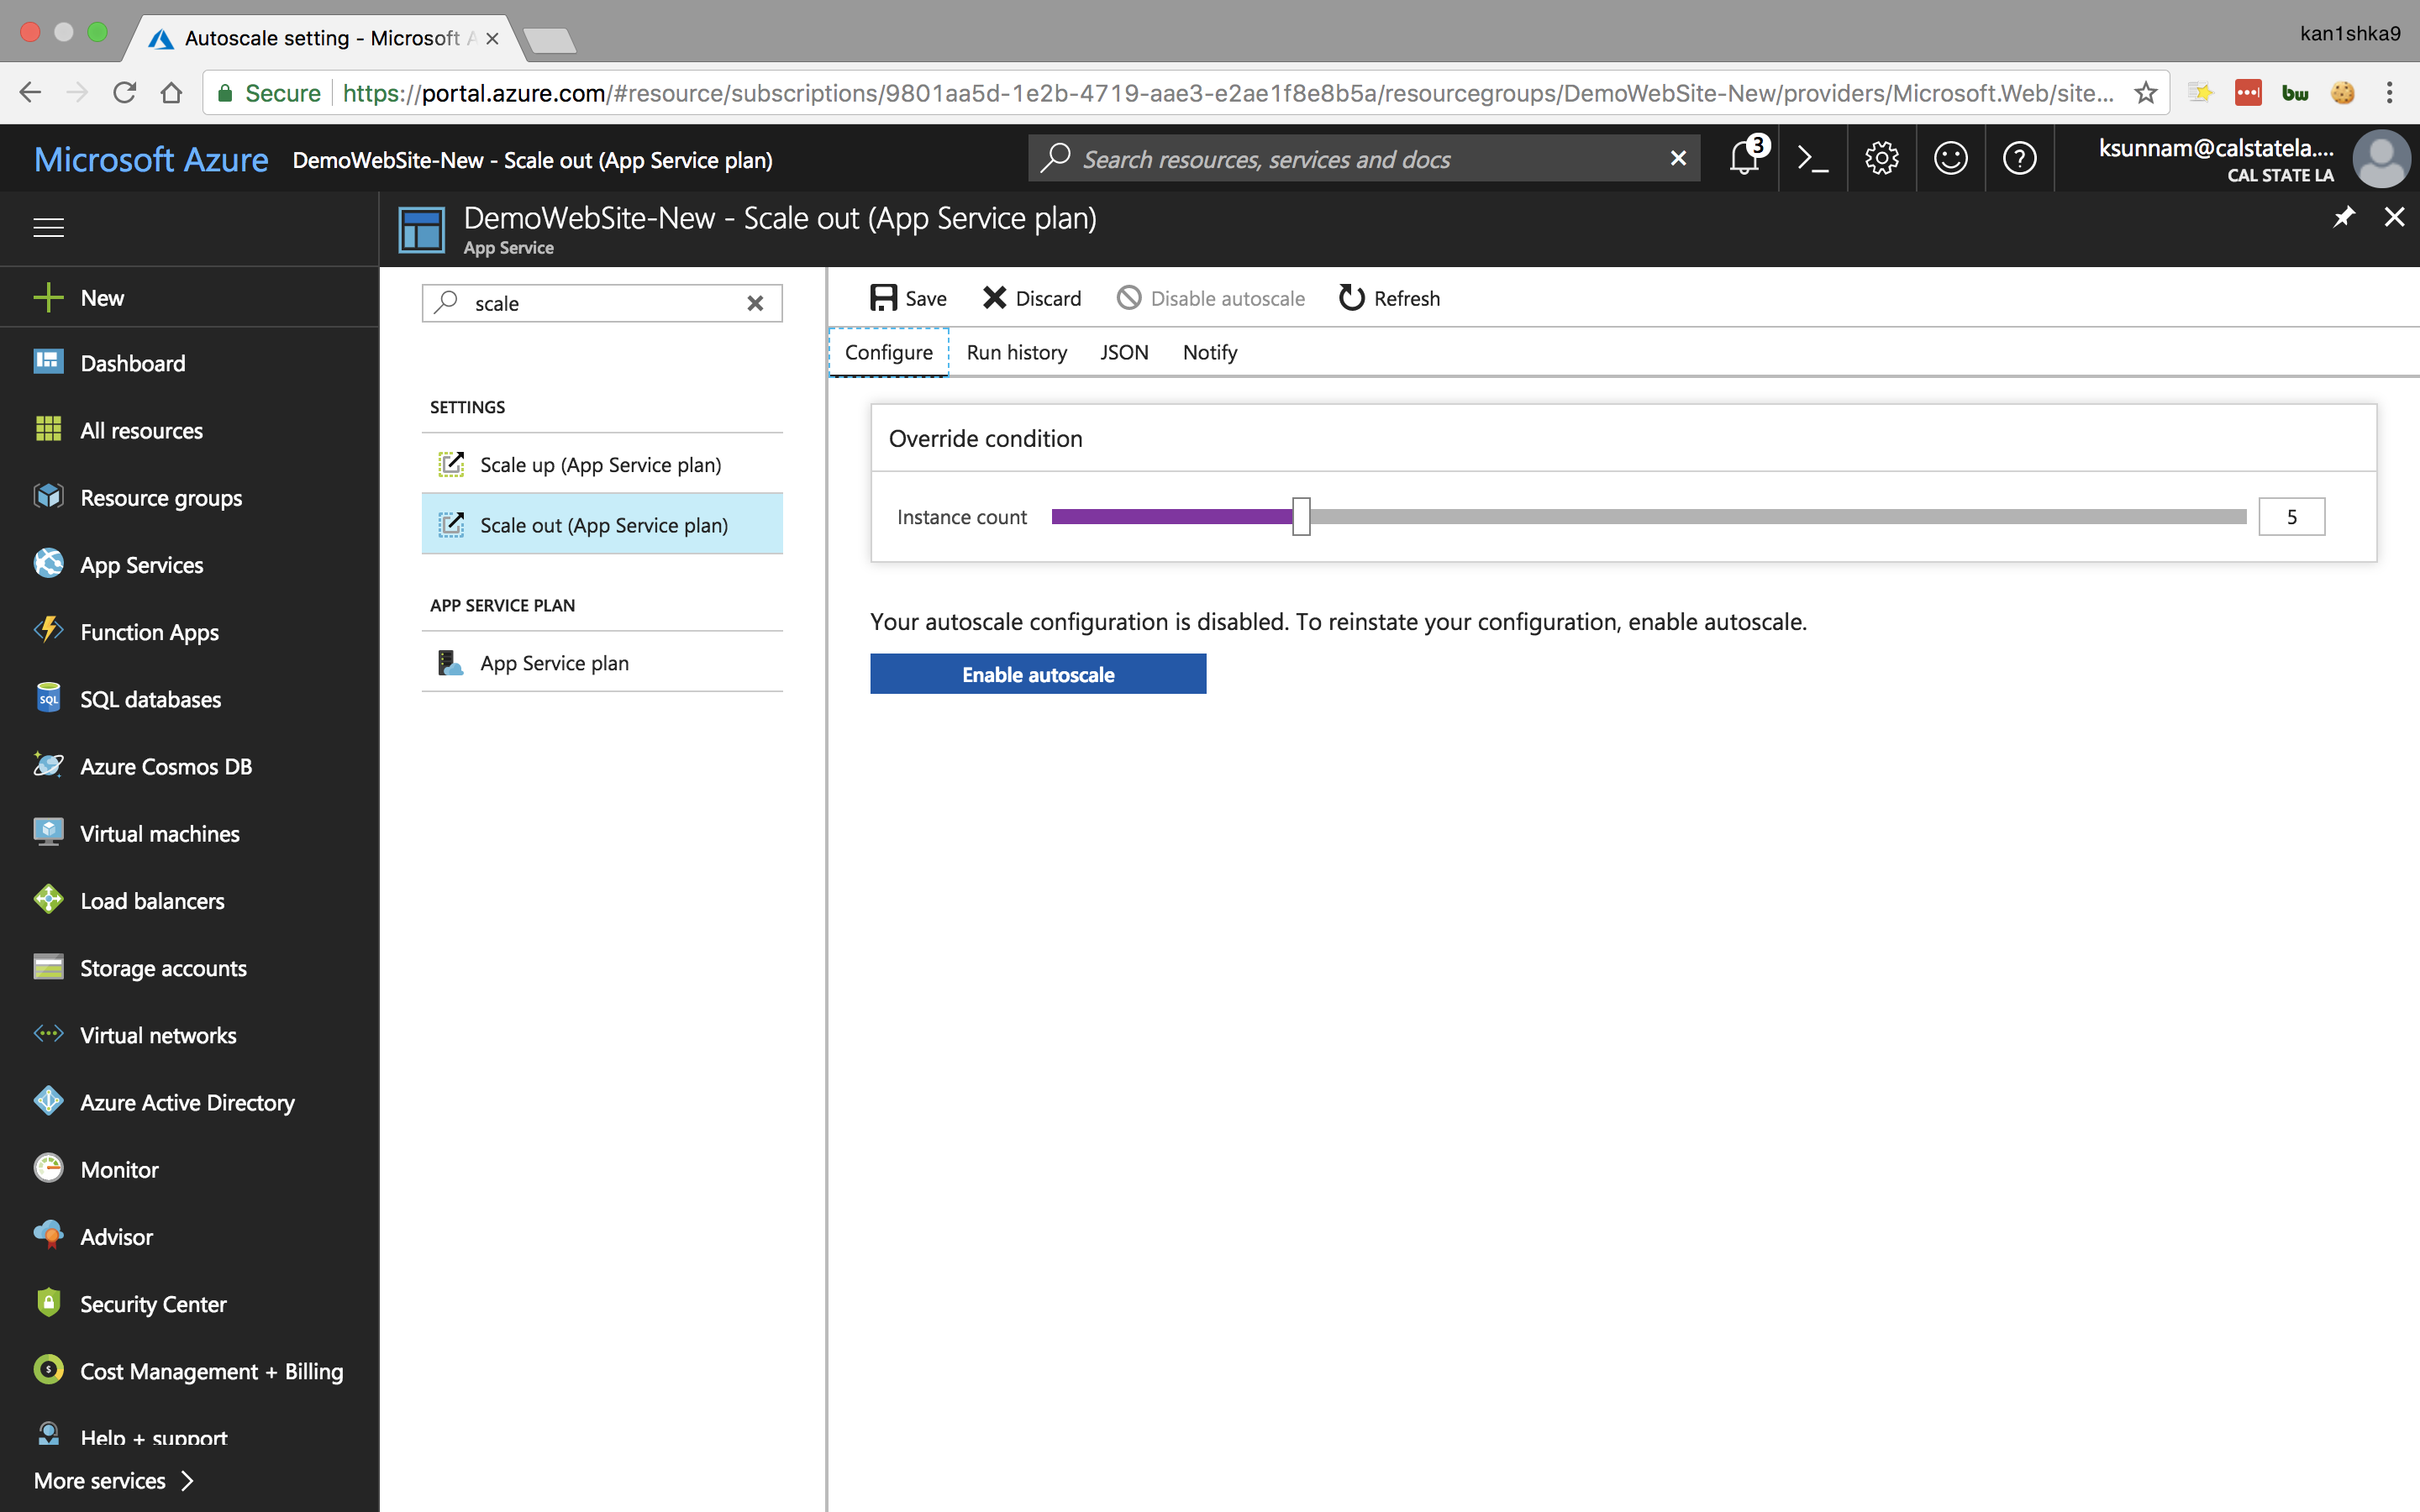 Autoscale setting - Microsoft A
kan1shka9
Secure
https://portal.azure.com/#resource/subscriptions/9801aa5d-1e2b-4719-aae3-e2ae1f8e8b5a/resourcegroups/DemoWebSite-New/providers/Microsoft.Web/site...
bw
Microsoft Azure
DemoWebSite-New - Scale out (App Service plan)
Search resources, services and docs
3
ksunnam@calstatela....
CAL STATE LA
DemoWebSite-New - Scale out (App Service plan)
App Service
New
Dashboard
All resources
Resource groups
App Services
Function Apps
SQL
SQL databases
Azure Cosmos DB
Virtual machines
Load balancers
Storage accounts
Virtual networks
Azure Active Directory
Monitor
Advisor
Security Center
Cost Management + Billing
Help + support
More services
scale
SETTINGS
Scale up (App Service plan)
Scale out (App Service plan)
APP SERVICE PLAN
App Service plan
Save
Discard
Disable autoscale
Refresh
Configure
Run history
JSON
Notify
Override condition
Instance count
5
Your autoscale configuration is disabled. To reinstate your configuration, enable autoscale.
Enable autoscale